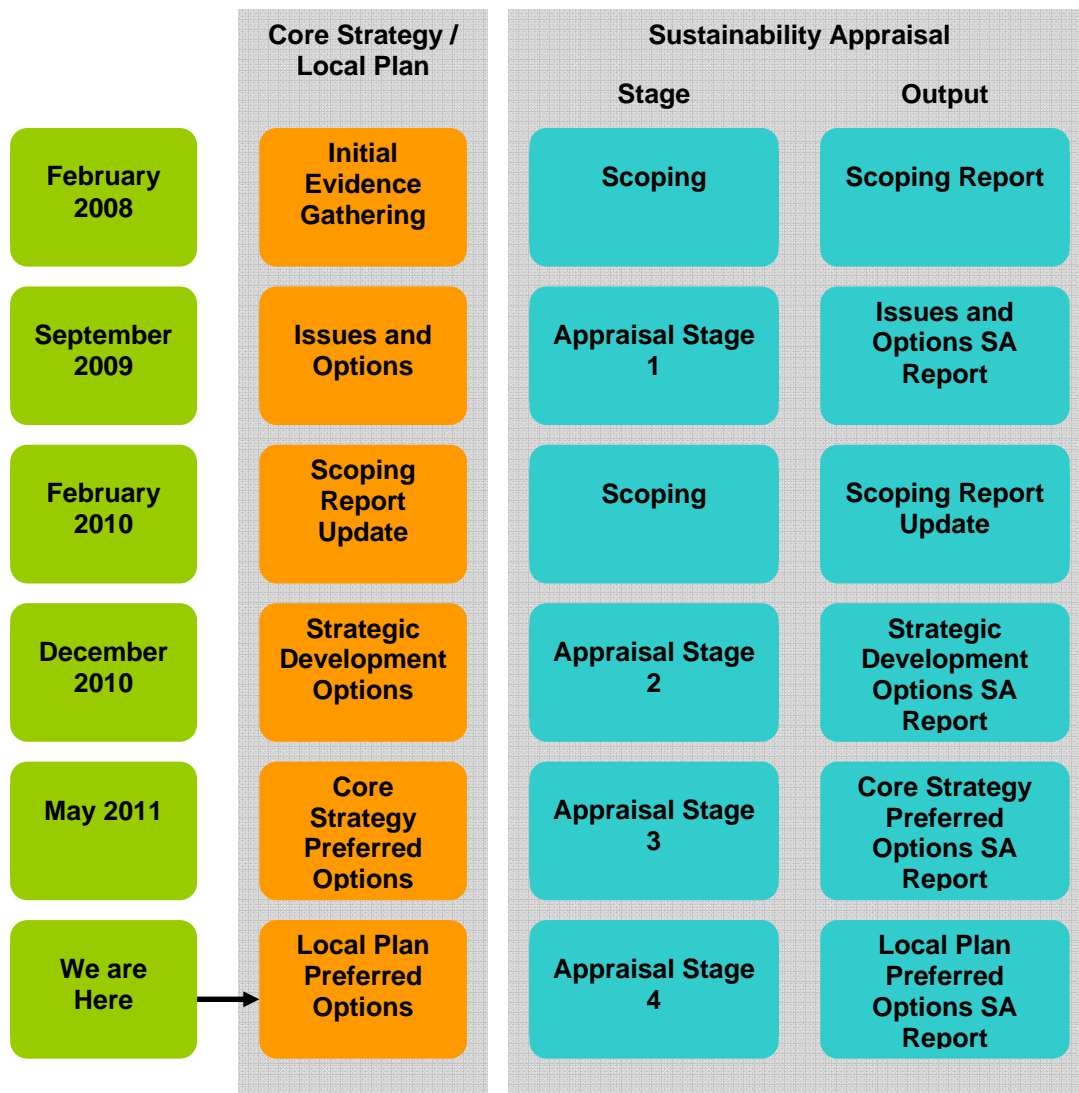 Core Strategy /
Local Plan
Sustainability Appraisal
Stage
Output
February
2008
Initial
Evidence
Gathering
Scoping
Scoping Report
September
2009
Issues and
Options
Appraisal Stage
1
Issues and
Options SA
Report
February
2010
Scoping
Report
Update
Scoping
Scoping Report
Update
December
2010
Strategic
Development
Options
Appraisal Stage
2
Strategic
Development
Options SA
Report
May 2011
Core
Strategy
Preferred
Options
Appraisal Stage
3
Core Strategy
Preferred
Options SA
Report
We are
Here
Local Plan
Preferred
Options
Appraisal Stage
4
Local Plan
Preferred
Options SA
Report